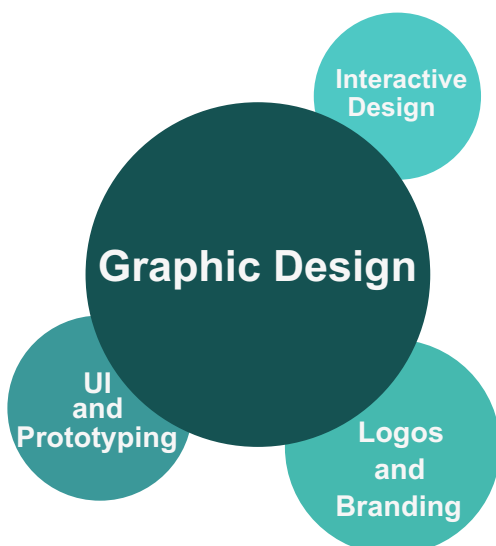 Interactive
Design
Graphic Design
UI
and
Prototyping
Logos
and
Branding